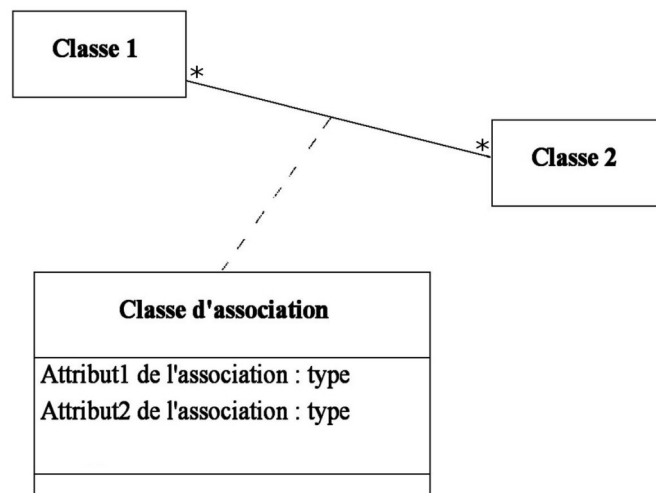 Classe 1
*
*
Classe 2
Classe d'association
Attribut1 de l'association : type
Attribut2 de l'association : type